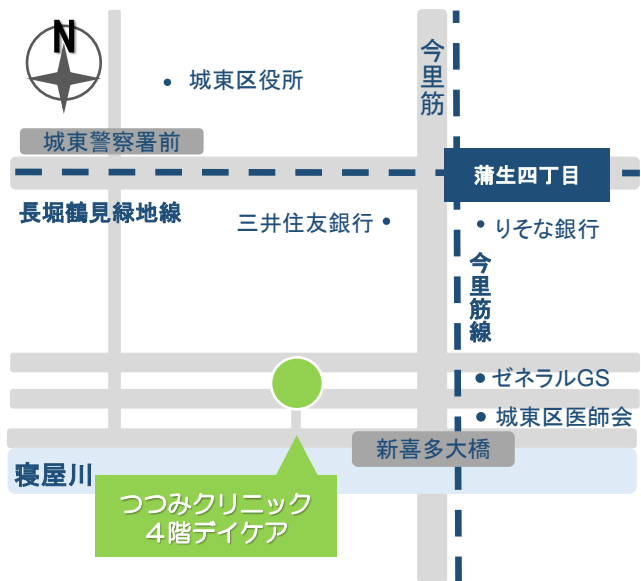 N
城東区役所
今里筋
城東警察署前
蒲生四丁目
長堀鶴見緑地線
三井住友銀行
りそな銀行
今里筋線
ゼネラルGS
城東区医師会
新喜多大橋
寝屋川
つつみクリニック
4階デイケア